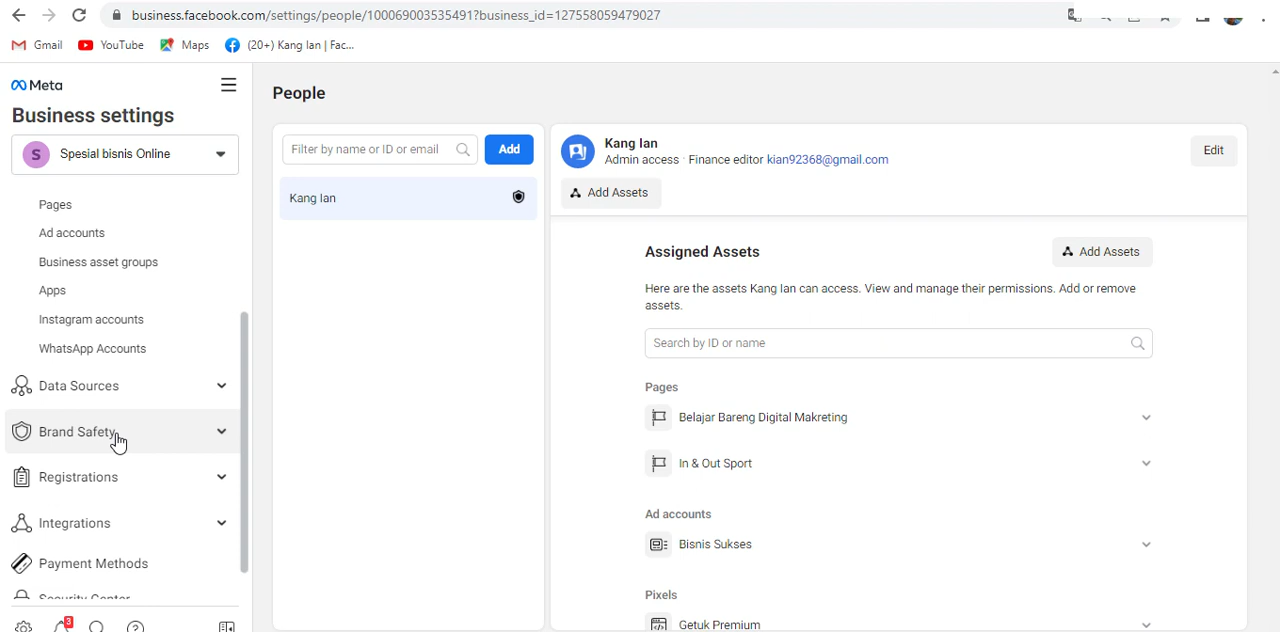 business.facebook.com/settings/people/100069003535491?business_id=127558059479027
Gmail
YouTube
Maps
(20+) Kang Ian | Fac...
Meta
Business settings
S
Spesial bisnis Online
Pages
Ad accounts
Business asset groups
Apps
Instagram accounts
WhatsApp Accounts
Data Sources
Brand Safety
Registrations
Integrations
Payment Methods
Security Center
3
People
Filter by name or ID or email
Add
Kang Ian
Kang Ian
Admin access · Finance editor kian92368@gmail.com
Edit
Add Assets
Assigned Assets
Add Assets
Here are the assets Kang Ian can access. View and manage their permissions. Add or remove
assets.
Search by ID or name
Pages
Belajar Bareng Digital Makreting
In & Out Sport
Ad accounts
Bisnis Sukses
Pixels
Getuk Premium